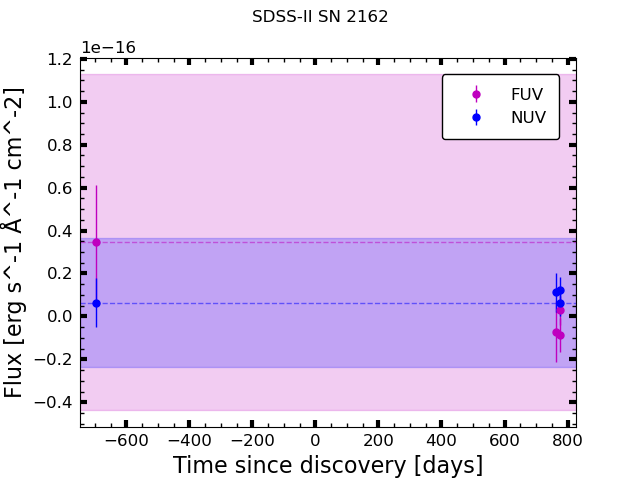 SDSS-II SN 2162
1e−16
1.2
1.0
0.8
0.6
0.4
0.2
0.0
−0.2
−0.4
Flux [erg s^-1 Å^-1 cm^-2]
FUV
NUV
−600
−400
−200
0
200
400
600
800
Time since discovery [days]